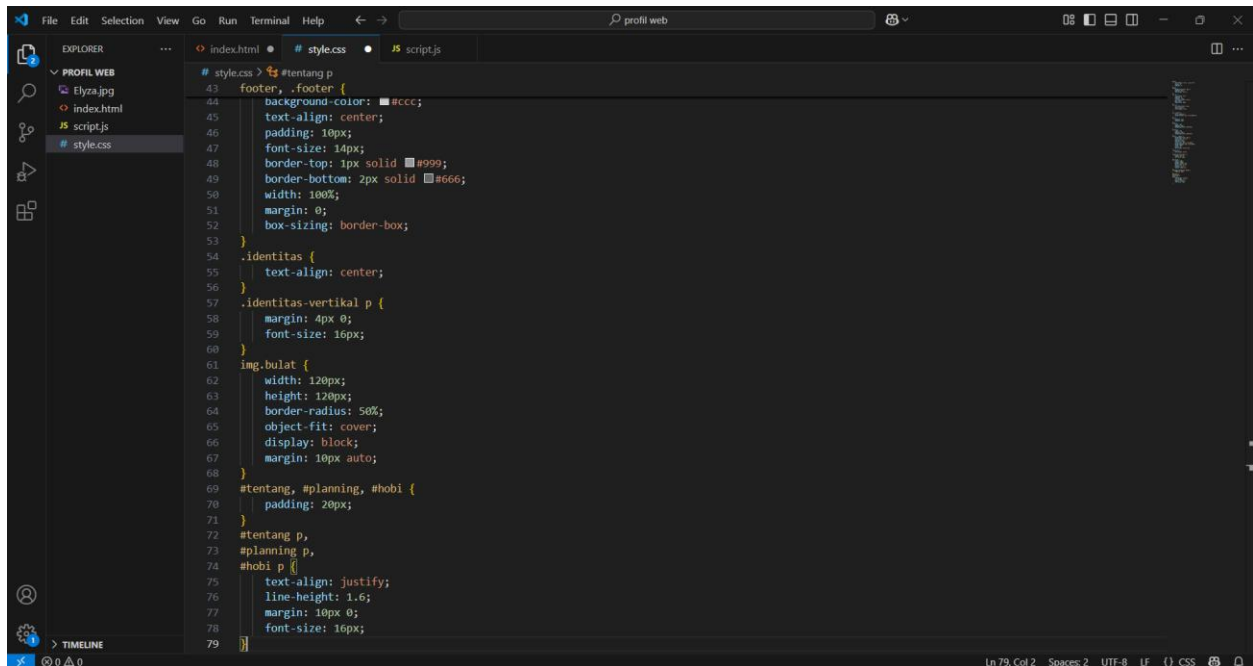 File Edit Selection View Go Run Terminal Help
profil web
EXPLORER
index.html
# style.css
JS script.js
PROFIL WEB
Elyza.jpg
index.html
JS script.js
# style.css
# style.css > #tentang p
43 footer, .footer {
44 background-color: #ccc;
45 text-align: center;
46 padding: 10px;
47 font-size: 14px;
48 border-top: 1px solid #999;
49 border-bottom: 2px solid #666;
50 width: 100%;
51 margin: 0;
52 box-sizing: border-box;
53 }
54 .identitas {
55 text-align: center;
56 }
57 .identitas-vertikal p {
58 margin: 4px 0;
59 font-size: 16px;
60 }
61 img.bulat {
62 width: 120px;
63 height: 120px;
64 border-radius: 50%;
65 object-fit: cover;
66 display: block;
67 margin: 10px auto;
68 }
69 #tentang, #planning, #hobi {
70 padding: 20px;
71 }
72 #tentang p,
73 #planning p,
74 #hobi p {
75 text-align: justify;
76 line-height: 1.6;
77 margin: 10px 0;
78 font-size: 16px;
79 }
2
1
TIMELINE
0 0 Ln 79, Col 2 Spaces: 2 UTF-8 LF {} CSS